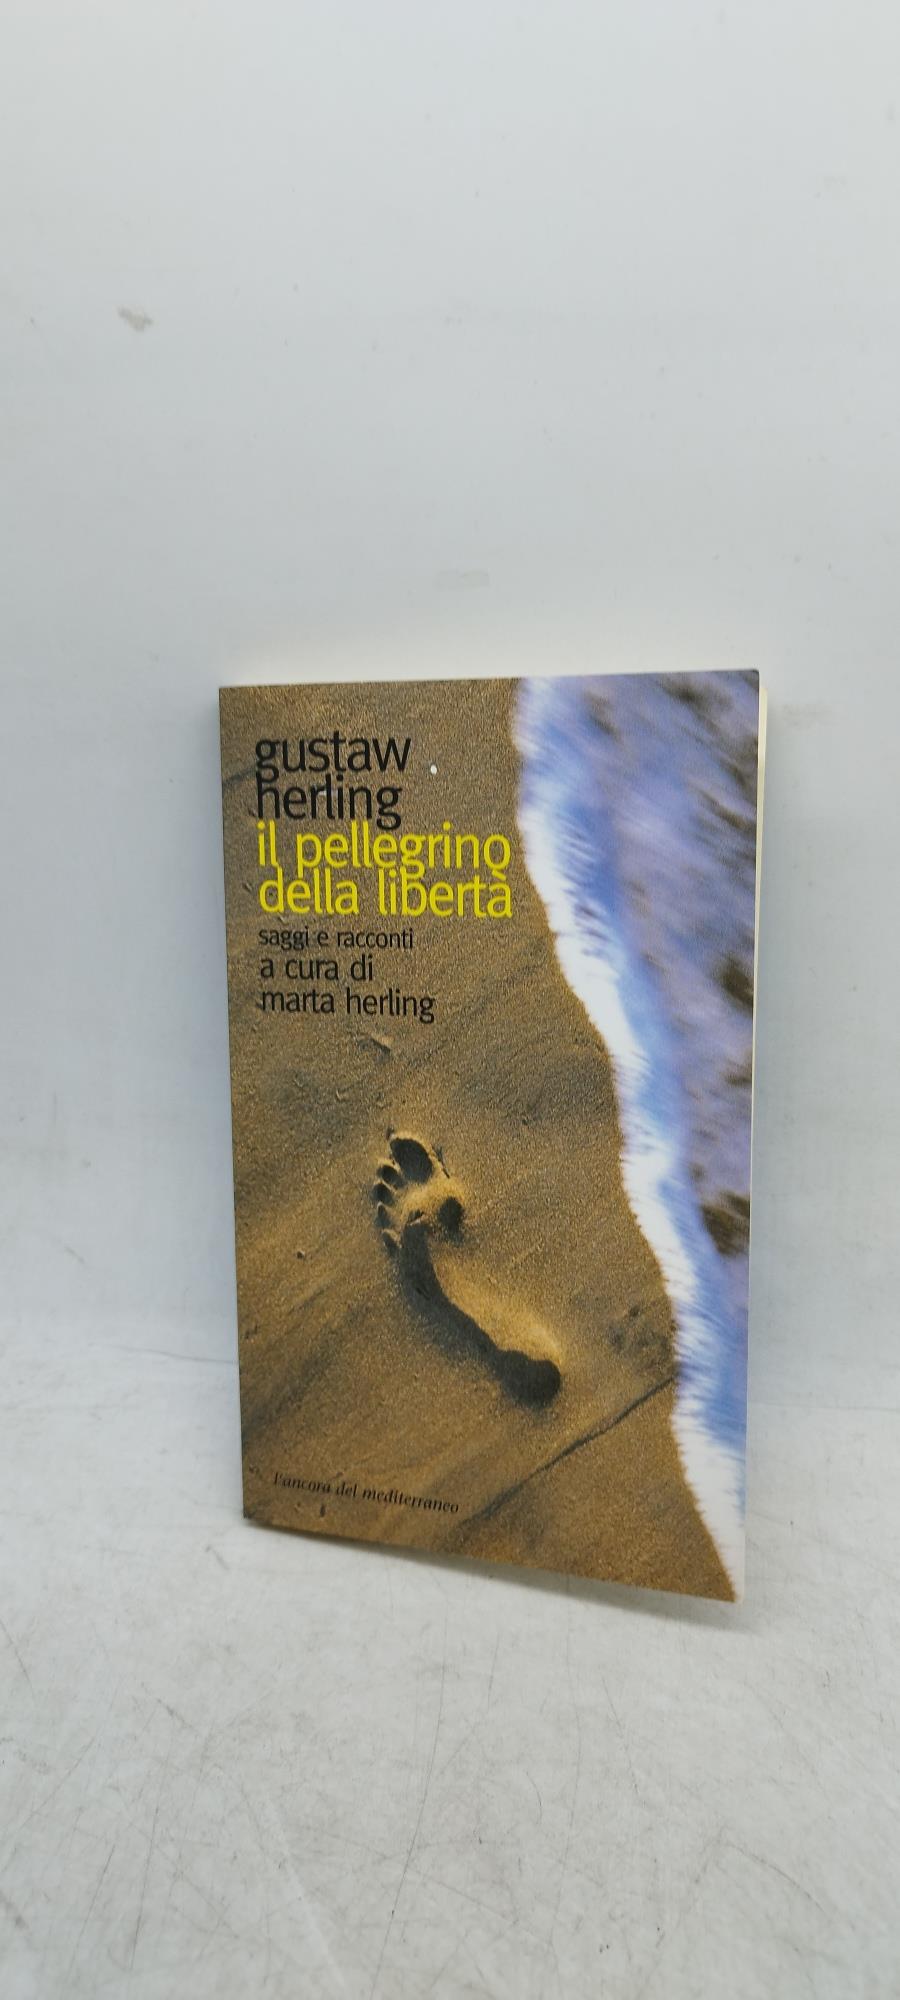 gustaw
herling
il pellegrino
della libertà
saggi e racconti
a cura di
marta herling
l'ancora del mediterraneo